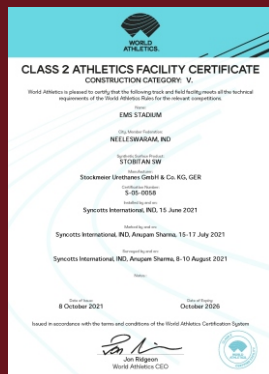 WORLD
ATHLETICS.
CLASS 2 ATHLETICS FACILITY CERTIFICATE
CONSTRUCTION CATEGORY: V.
World Athletics is pleased to certify that the following track and field facility meets all the technical
requirements of the World Athletics Rules for the relevant competitions.
Name:
EMS STADIUM
City, Member Federation:
NEELESWARAM, IND
Synthetic Surface Product:
STOBITAN SW
Manufacturer:
Stockmeier Urethanes GmbH & Co. KG, GER
Certification Number:
S-05-0058
Installed by and on:
Syncotts International, IND, 15 June 2021
Marked by and on:
Syncotts International, IND, Anupam Sharma, 15-17 July 2021
Surveyed by and on:
Syncotts International, IND, Anupam Sharma, 8-10 August 2021
Notes:
Date of Issue
8 October 2021
Date of Expiry
October 2026
Issued in accordance with the terms and conditions of the World Athletics Certification System
Jon Ridgeon
World Athletics CEO